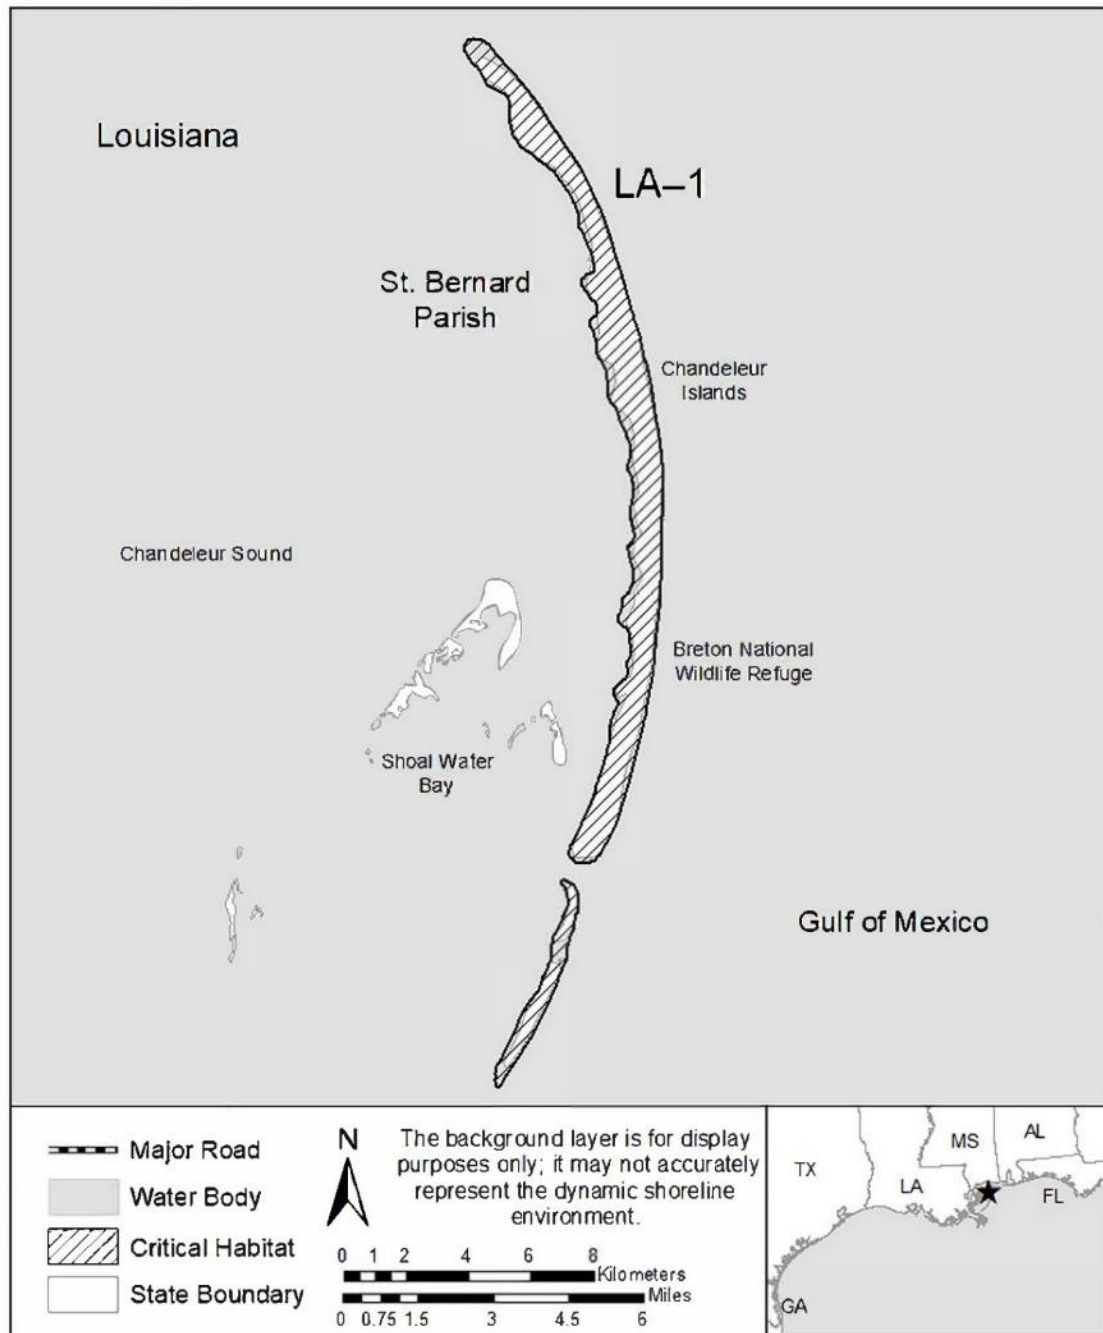 Louisiana
LA–1
St. Bernard
Parish
Chandeleur
Islands
Chandeleur Sound
Breton National
Wildlife Refuge
Shoal Water
Bay
Gulf of Mexico
Major Road
Water Body
Critical Habitat
State Boundary
N
The background layer is for display
purposes only; it may not accurately
represent the dynamic shoreline
environment.
0 1 2 4 6 8
Kilometers
Miles
0 0.75 1.5 3 4.5 6
TX
LA
MS
AL
FL
GA